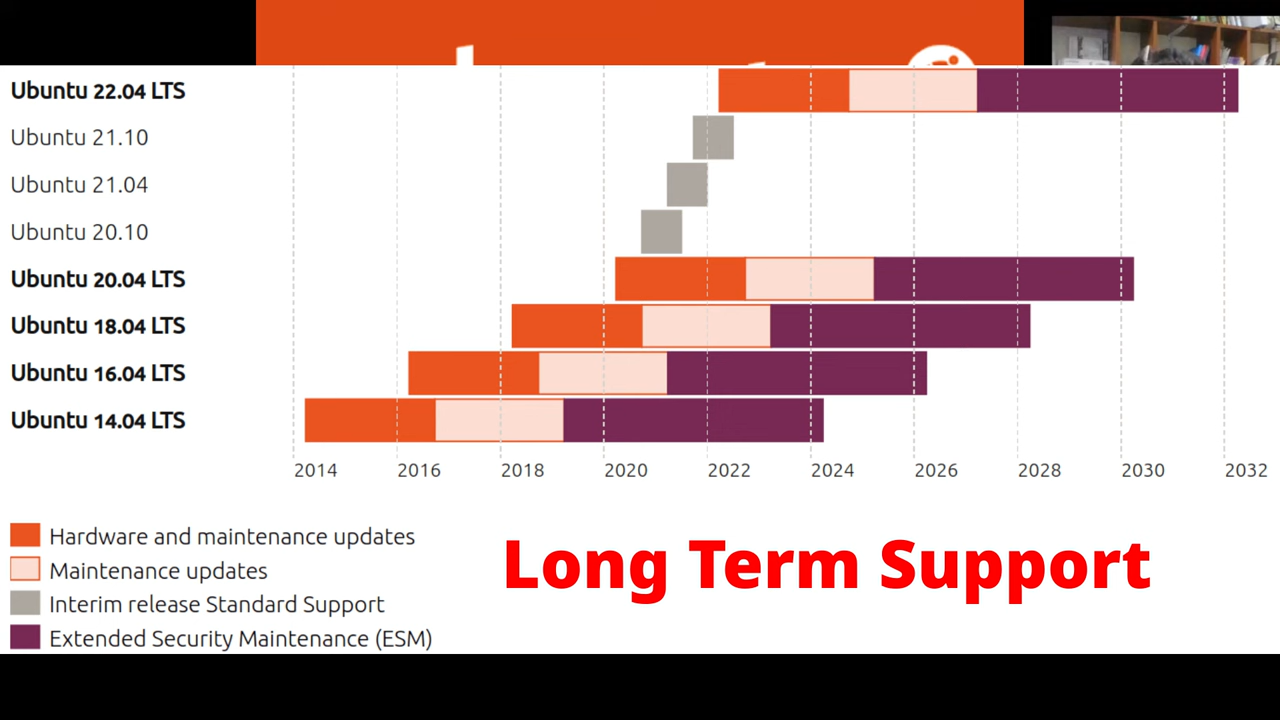 Ubuntu 22.04 LTS
Ubuntu 21.10
Ubuntu 21.04
Ubuntu 20.10
Ubuntu 20.04 LTS
Ubuntu 18.04 LTS
Ubuntu 16.04 LTS
Ubuntu 14.04 LTS
2014 2016 2018 2020 2022 2024 2026 2028 2030 2032
Hardware and maintenance updates
Maintenance updates
Interim release Standard Support
Extended Security Maintenance (ESM)
Long Term Support